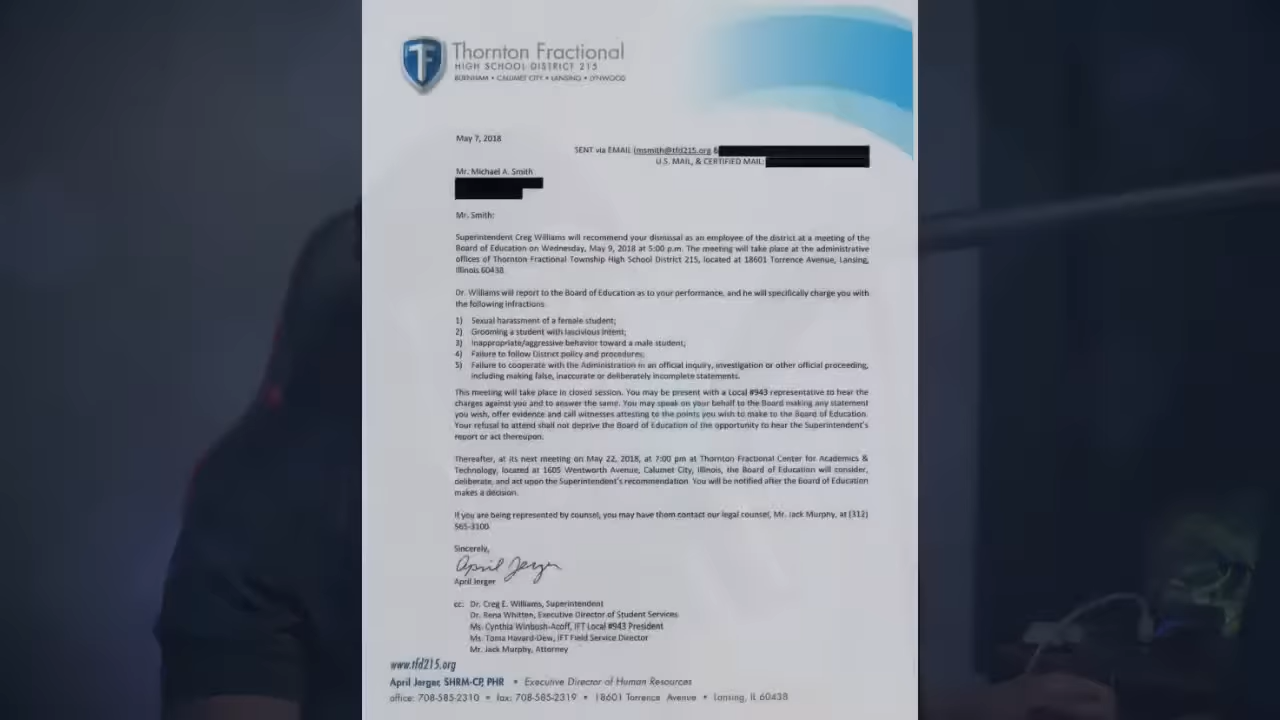 Thornton Fractional
HIGH SCHOOL DISTRICT 215
BURNHAM • CALUMET CITY • LANSING • LYNWOOD
May 7, 2018
SENT via EMAIL (msmith@tfd215.org &
U.S. MAIL, & CERTIFIED MAIL:
Mr. Michael A. Smith
Mr. Smith:
Superintendent Creg Williams will recommend your dismissal as an employee of the district at a meeting of the
Board of Education on Wednesday, May 9, 2018 at 5:00 p.m. The meeting will take place at the administrative
offices of Thornton Fractional Township High School District 215, located at 18601 Torrence Avenue, Lansing,
Illinois 60438.
Dr. Williams will report to the Board of Education as to your performance, and he will specifically charge you with
the following infractions:
1) Sexual harassment of a female student;
2) Grooming a student with lascivious intent;
3) Inappropriate/aggressive behavior toward a male student;
4) Failure to follow District policy and procedures;
5) Failure to cooperate with the Administration in an official inquiry, investigation or other official proceeding,
including making false, inaccurate or deliberately incomplete statements.
This meeting will take place in closed session. You may be present with a Local #943 representative to hear the
charges against you and to answer the same. You may speak on your behalf to the Board making any statement
you wish, offer evidence and call witnesses attesting to the points you wish to make to the Board of Education.
Your refusal to attend shall not deprive the Board of Education of the opportunity to hear the Superintendent's
report or act thereupon.
Thereafter, at its next meeting on May 22, 2018, at 7:00 pm at Thornton Fractional Center for Academics &
Technology, located at 1605 Wentworth Avenue, Calumet City, Illinois, the Board of Education will consider,
deliberate, and act upon the Superintendent's recommendation. You will be notified after the Board of Education
makes a decision.
If you are being represented by counsel, you may have them contact our legal counsel, Mr. Jack Murphy, at (312)
565-3100.
Sincerely,
April Jerger
April Jerger
cc: Dr. Creg E. Williams, Superintendent
Dr. Rena Whitten, Executive Director of Student Services
Ms. Cynthia Winbush-Acoff, IFT Local #943 President
Ms. Toma Havard-Dew, IFT Field Service Director
Mr. Jack Murphy, Attorney
www.tfd215.org
April Jerger, SHRM-CP, PHR • Executive Director of Human Resources
office: 708-585-2310 • fax: 708-585-2319 • 18601 Torrence Avenue • Lansing, IL 60438